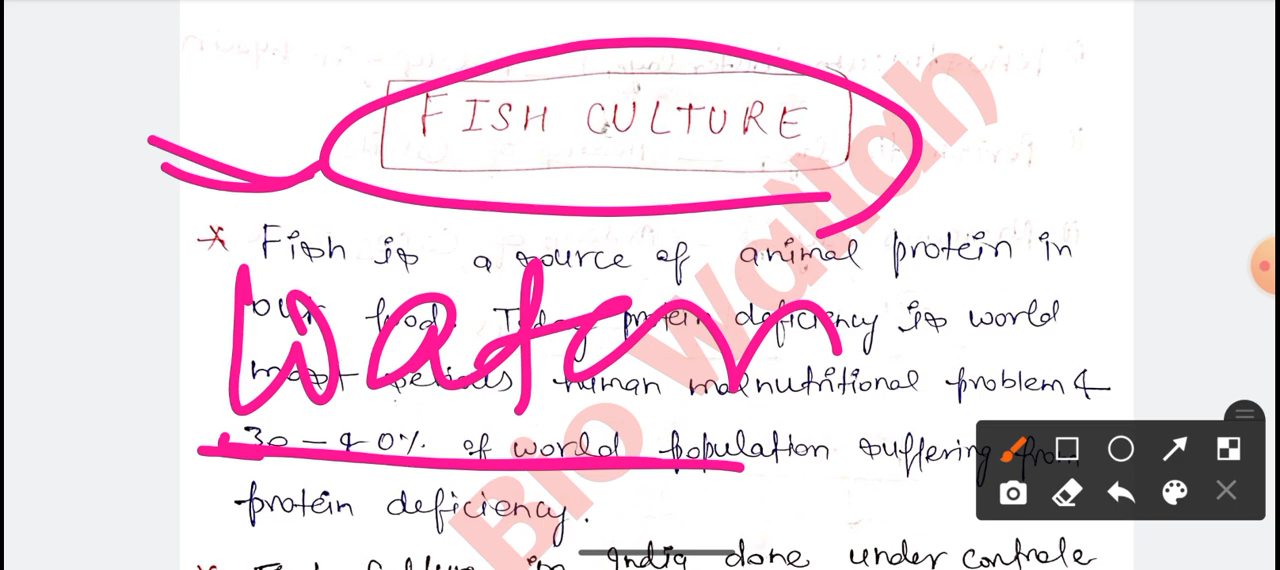 FISH CULTURE
* Fish is a source of animal protein in
our food. Today protein deficiency is world
most serious human malnutritional problem &
30-40% of world population suffering from
protein deficiency.
India done under controle
Water
Bio Wallah